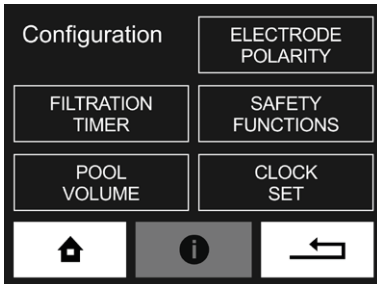 Configuration
ELECTRODE
POLARITY
FILTRATION
TIMER
SAFETY
FUNCTIONS
POOL
VOLUME
CLOCK
SET
i